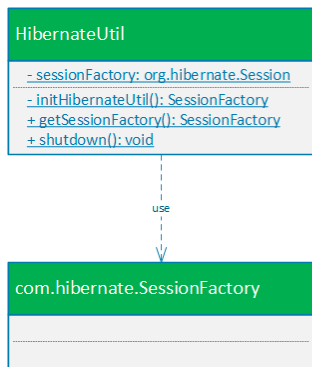 HibernateUtil
- sessionFactory: org.hibernate.Session
- initHibernateUtil(): SessionFactory
+ getSessionFactory(): SessionFactory
+ shutdown(): void
use
com.hibernate.SessionFactory